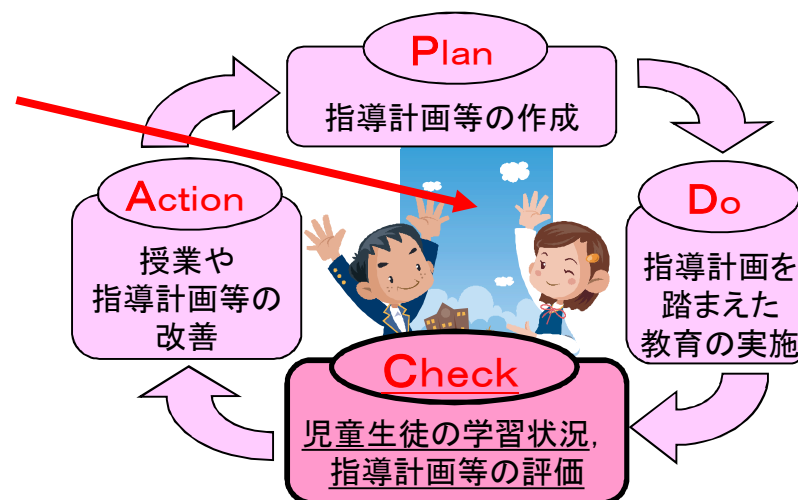 Plan
指導計画等の作成
Do
指導計画を
踏まえた
教育の実施
Check
児童生徒の学習状況，
指導計画等の評価
Action
授業や
指導計画等の
改善